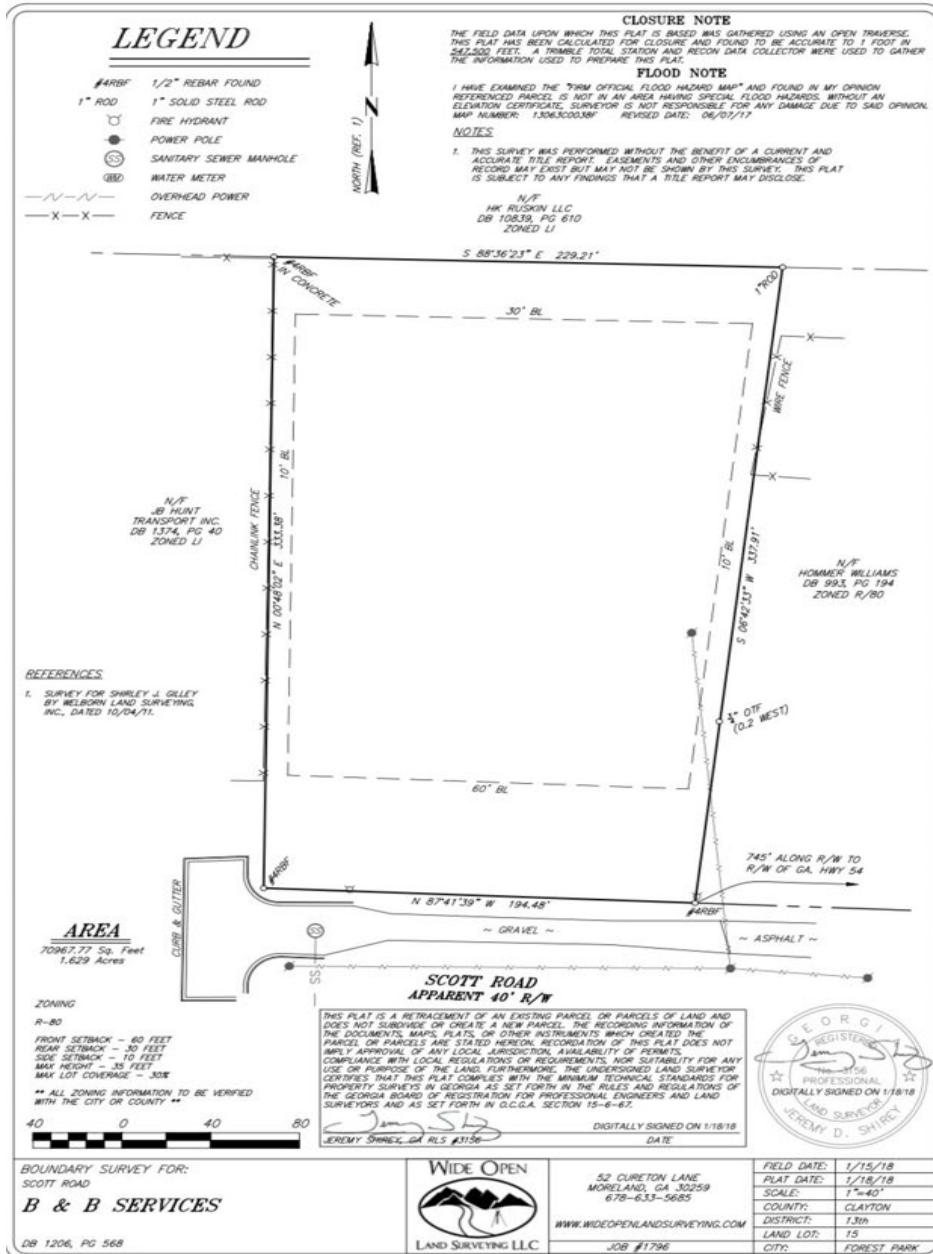 LEGEND
#4RBF 1/2" REBAR FOUND
1" ROD 1" SOLID STEEL ROD
FIRE HYDRANT
POWER POLE
SS SANITARY SEWER MANHOLE
WM WATER METER
OVERHEAD POWER
X X FENCE
NORTH (REF. 1)
N
CLOSURE NOTE
THE FIELD DATA UPON WHICH THIS PLAT IS BASED WAS GATHERED USING AN OPEN TRAVERSE.
THIS PLAT HAS BEEN CALCULATED FOR CLOSURE AND FOUND TO BE ACCURATE TO 1 FOOT IN
547,500 FEET. A TRIMBLE TOTAL STATION AND RECON DATA COLLECTOR WERE USED TO GATHER
THE INFORMATION USED TO PREPARE THIS PLAT.
FLOOD NOTE
I HAVE EXAMINED THE "FIRM OFFICIAL FLOOD HAZARD MAP" AND FOUND IN MY OPINION
REFERENCED PARCEL IS NOT IN AN AREA HAVING SPECIAL FLOOD HAZARDS. WITHOUT AN
ELEVATION CERTIFICATE, SURVEYOR IS NOT RESPONSIBLE FOR ANY DAMAGE DUE TO SAID OPINION.
MAP NUMBER: 13063C0038F REVISED DATE: 06/07/17
NOTES
1. THIS SURVEY WAS PERFORMED WITHOUT THE BENEFIT OF A CURRENT AND
ACCURATE TITLE REPORT. EASEMENTS AND OTHER ENCUMBRANCES OF
RECORD MAY EXIST BUT MAY NOT BE SHOWN BY THIS SURVEY. THIS PLAT
IS SUBJECT TO ANY FINDINGS THAT A TITLE REPORT MAY DISCLOSE.
N/F
HK RUSKIN LLC
DB 10839, PG 610
ZONED LI
S 88°36'23" E 229.21'
#4RBF
IN CONCRETE
1" ROD
30' BL
WIRE FENCE
10' BL
CHAINLINK FENCE
N 00°48'02" E 333.38'
N/F
JB HUNT
TRANSPORT INC.
DB 1374, PG 40
ZONED LI
10' BL
S 06°42'33" W 337.91'
N/F
HOMMER WILLIAMS
DB 993, PG 194
ZONED R/80
REFERENCES
1. SURVEY FOR SHIRLEY J. GILLEY
BY WELBORN LAND SURVEYING,
INC., DATED 10/04/11.
OTF
(0.2 WEST)
60' BL
745' ALONG R/W TO
R/W OF GA. HWY 54
#4RBF
N 87°41'39" W 194.48'
#4RBF
CURB & GUTTER
~ GRAVEL ~
~ ASPHALT ~
SS
SS
AREA
70967.77 Sq. Feet
1.629 Acres
SCOTT ROAD
APPARENT 40' R/W
ZONING
R-80
FRONT SETBACK - 60 FEET
REAR SETBACK - 30 FEET
SIDE SETBACK - 10 FEET
MAX HEIGHT - 35 FEET
MAX LOT COVERAGE - 30%
** ALL ZONING INFORMATION TO BE VERIFIED
WITH THE CITY OR COUNTY **
40 0 40 80
THIS PLAT IS A RETRACEMENT OF AN EXISTING PARCEL OR PARCELS OF LAND AND
DOES NOT SUBDIVIDE OR CREATE A NEW PARCEL. THE RECORDING INFORMATION OF
THE DOCUMENTS, MAPS, PLATS, OR OTHER INSTRUMENTS WHICH CREATED THE
PARCEL OR PARCELS ARE STATED HEREON. RECORDATION OF THIS PLAT DOES NOT
IMPLY APPROVAL OF ANY LOCAL JURISDICTION, AVAILABILITY OF PERMITS,
COMPLIANCE WITH LOCAL REGULATIONS OR REQUIREMENTS, NOR SUITABILITY FOR ANY
USE OR PURPOSE OF THE LAND. FURTHERMORE, THE UNDERSIGNED LAND SURVEYOR
CERTIFIES THAT THIS PLAT COMPLIES WITH THE MINIMUM TECHNICAL STANDARDS FOR
PROPERTY SURVEYS IN GEORGIA AS SET FORTH IN THE RULES AND REGULATIONS OF
THE GEORGIA BOARD OF REGISTRATION FOR PROFESSIONAL ENGINEERS AND LAND
SURVEYORS AND AS SET FORTH IN O.C.G.A. SECTION 15-6-67.
DIGITALLY SIGNED ON 1/18/18
JEREMY SHIREY, GA RLS #3156 DATE
GEORGIA
REGISTERED
No. 3156
PROFESSIONAL
DIGITALLY SIGNED ON 1/18/18
LAND SURVEYOR
JEREMY D. SHIREY
BOUNDARY SURVEY FOR:
SCOTT ROAD
B & B SERVICES
DB 1206, PG 568
WIDE OPEN
LAND SURVEYING LLC
52 CURETON LANE
MORELAND, GA 30259
678-633-5685
WWW.WIDEOPENLANDSURVEYING.COM
JOB #1796
FIELD DATE: 1/15/18
PLAT DATE: 1/18/18
SCALE: 1"=40'
COUNTY: CLAYTON
DISTRICT: 13th
LAND LOT: 15
CITY: FOREST PARK